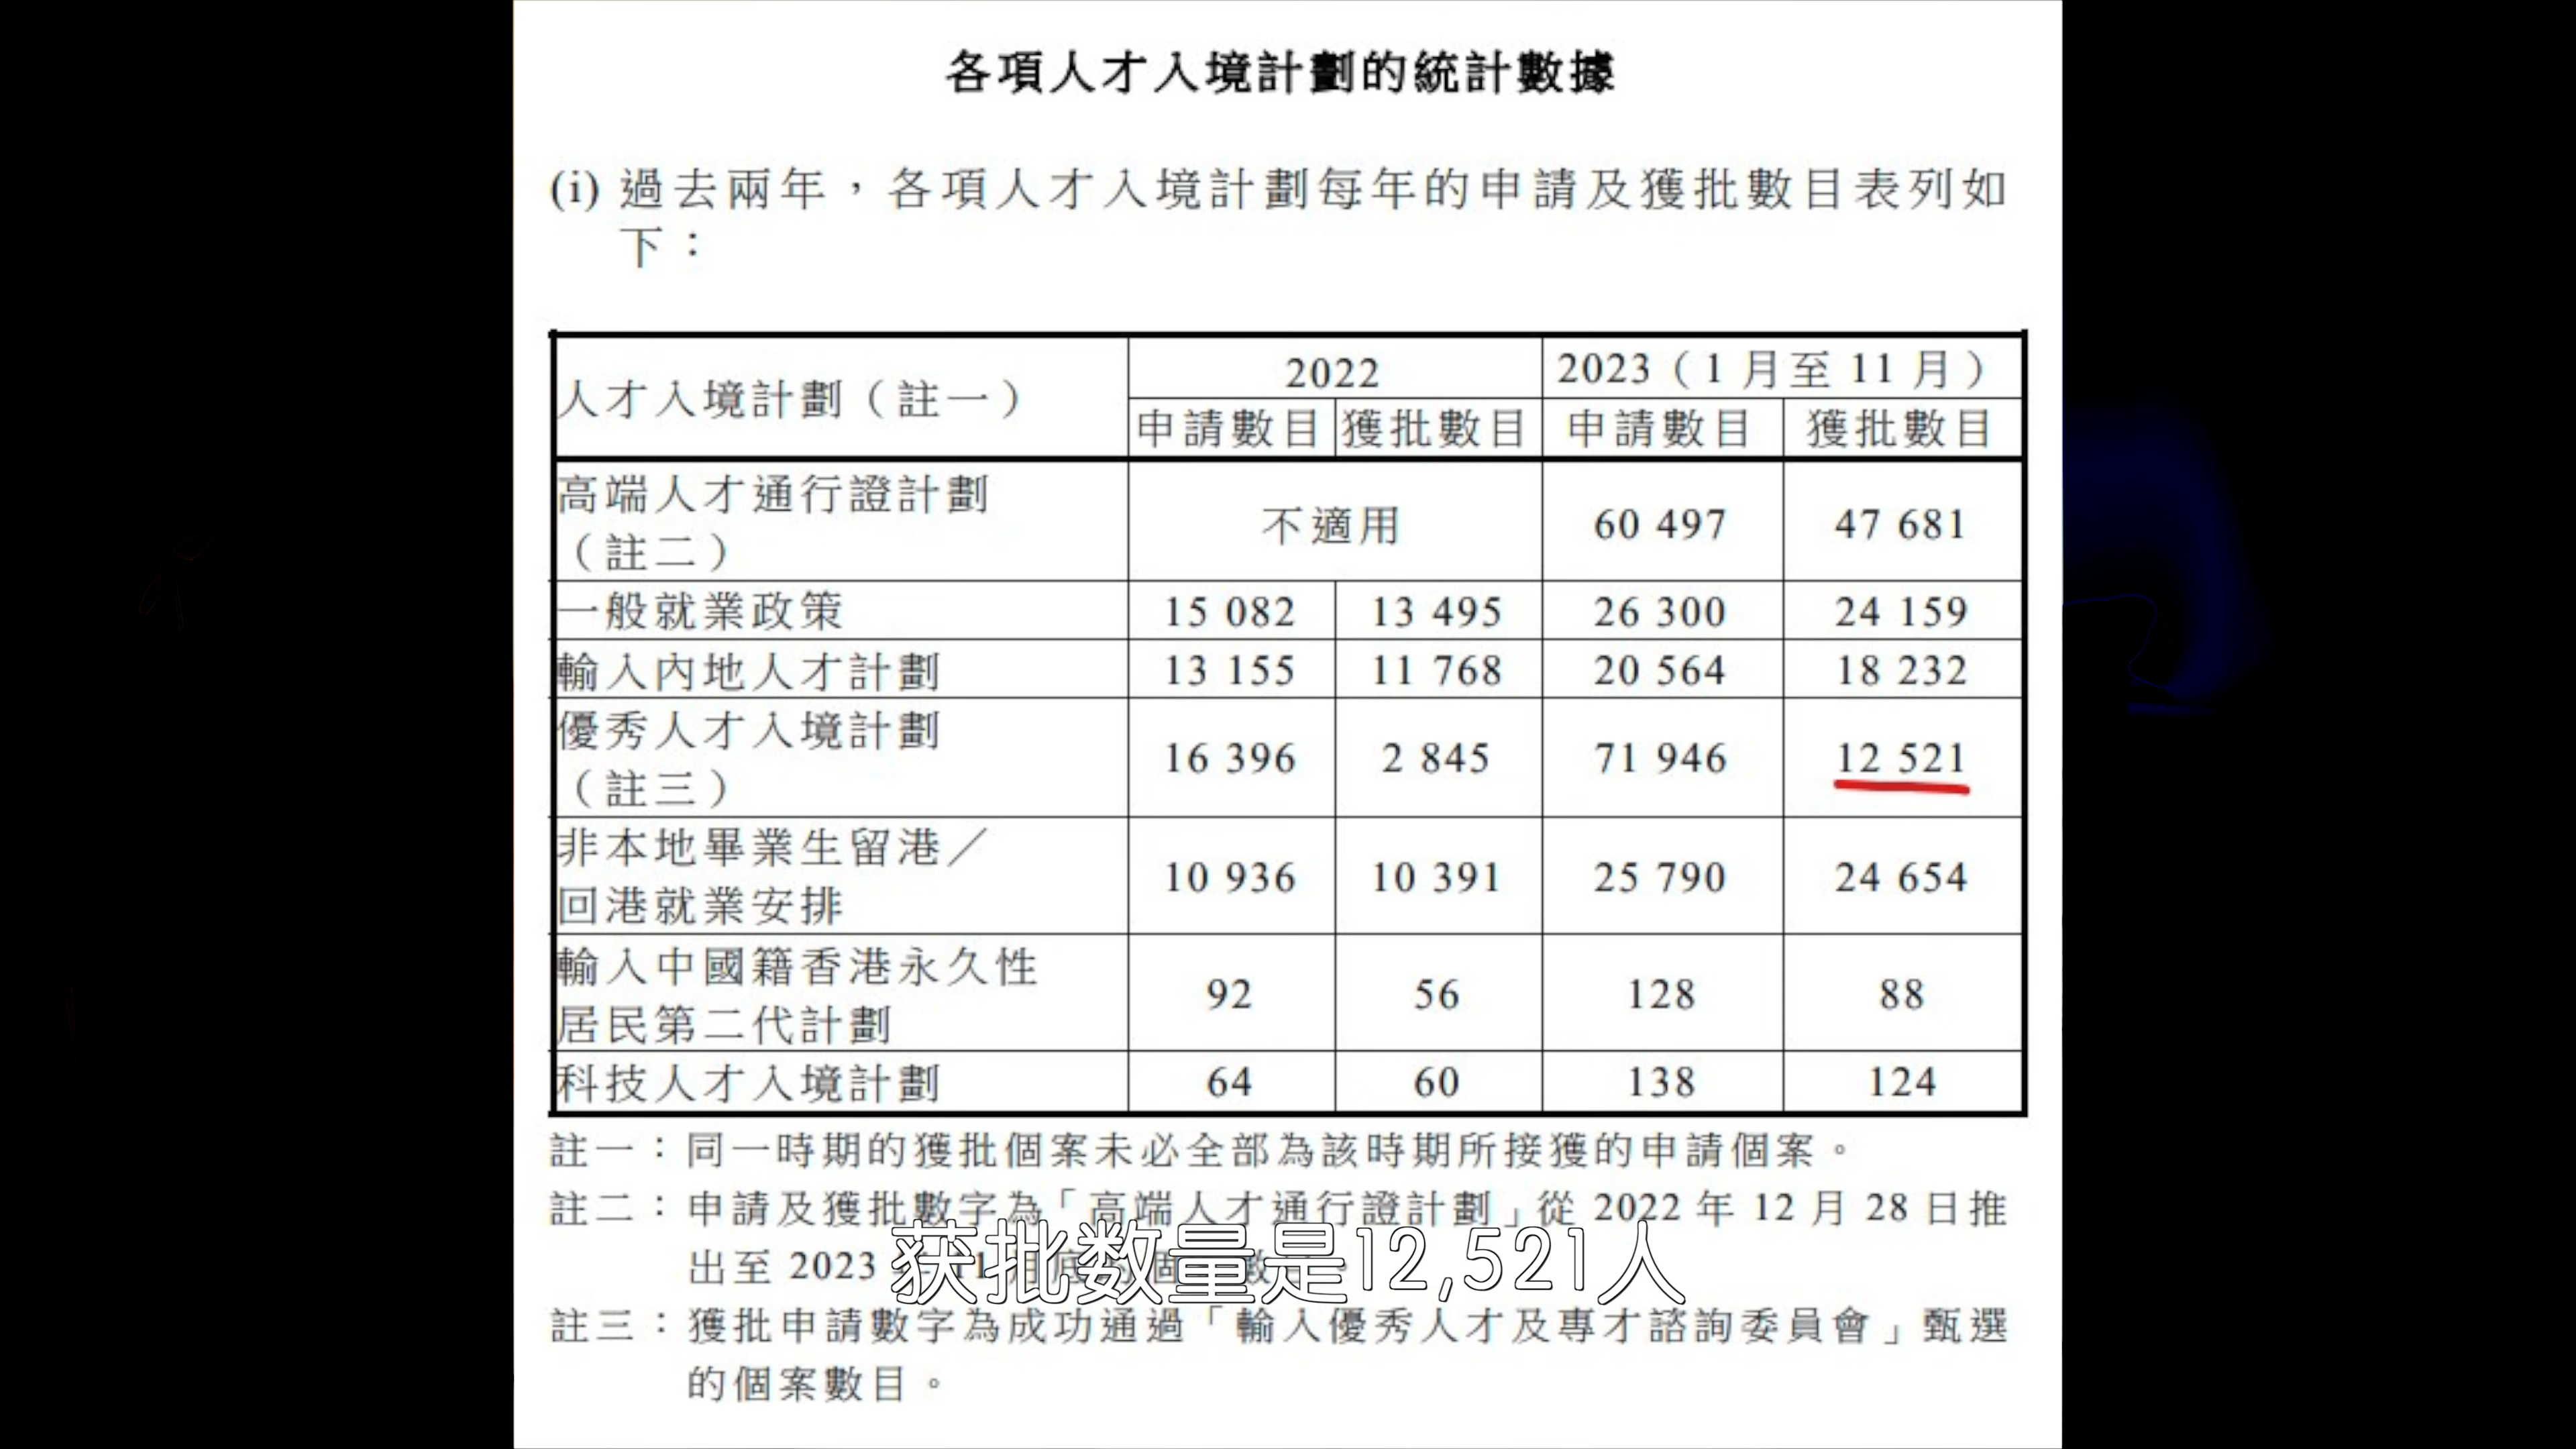 各項人才入境計劃的統計數據
(i) 過去兩年，各項人才入境計劃每年的申請及獲批數目表列如
下：
人才入境計劃（註一） 2022 2023（1 月至 11 月）
申請數目 獲批數目 申請數目 獲批數目
高端人才通行證計劃
（註二） 不適用 60 497 47 681
一般就業政策 15 082 13 495 26 300 24 159
輸入內地人才計劃 13 155 11 768 20 564 18 232
優秀人才入境計劃
（註三） 16 396 2 845 71 946 12 521
非本地畢業生留港／
回港就業安排 10 936 10 391 25 790 24 654
輸入中國籍香港永久性
居民第二代計劃 92 56 128 88
科技人才入境計劃 64 60 138 124
註一：同一時期的獲批個案未必全部為該時期所接獲的申請個案。
註二：申請及獲批數字為「高端人才通行證計劃」從 2022 年 12 月 28 日推
出至 2023
获批数量是12,521人
註三：獲批申請數字為成功通過「輸入優秀人才及專才諮詢委員會」甄選
的個案數目。